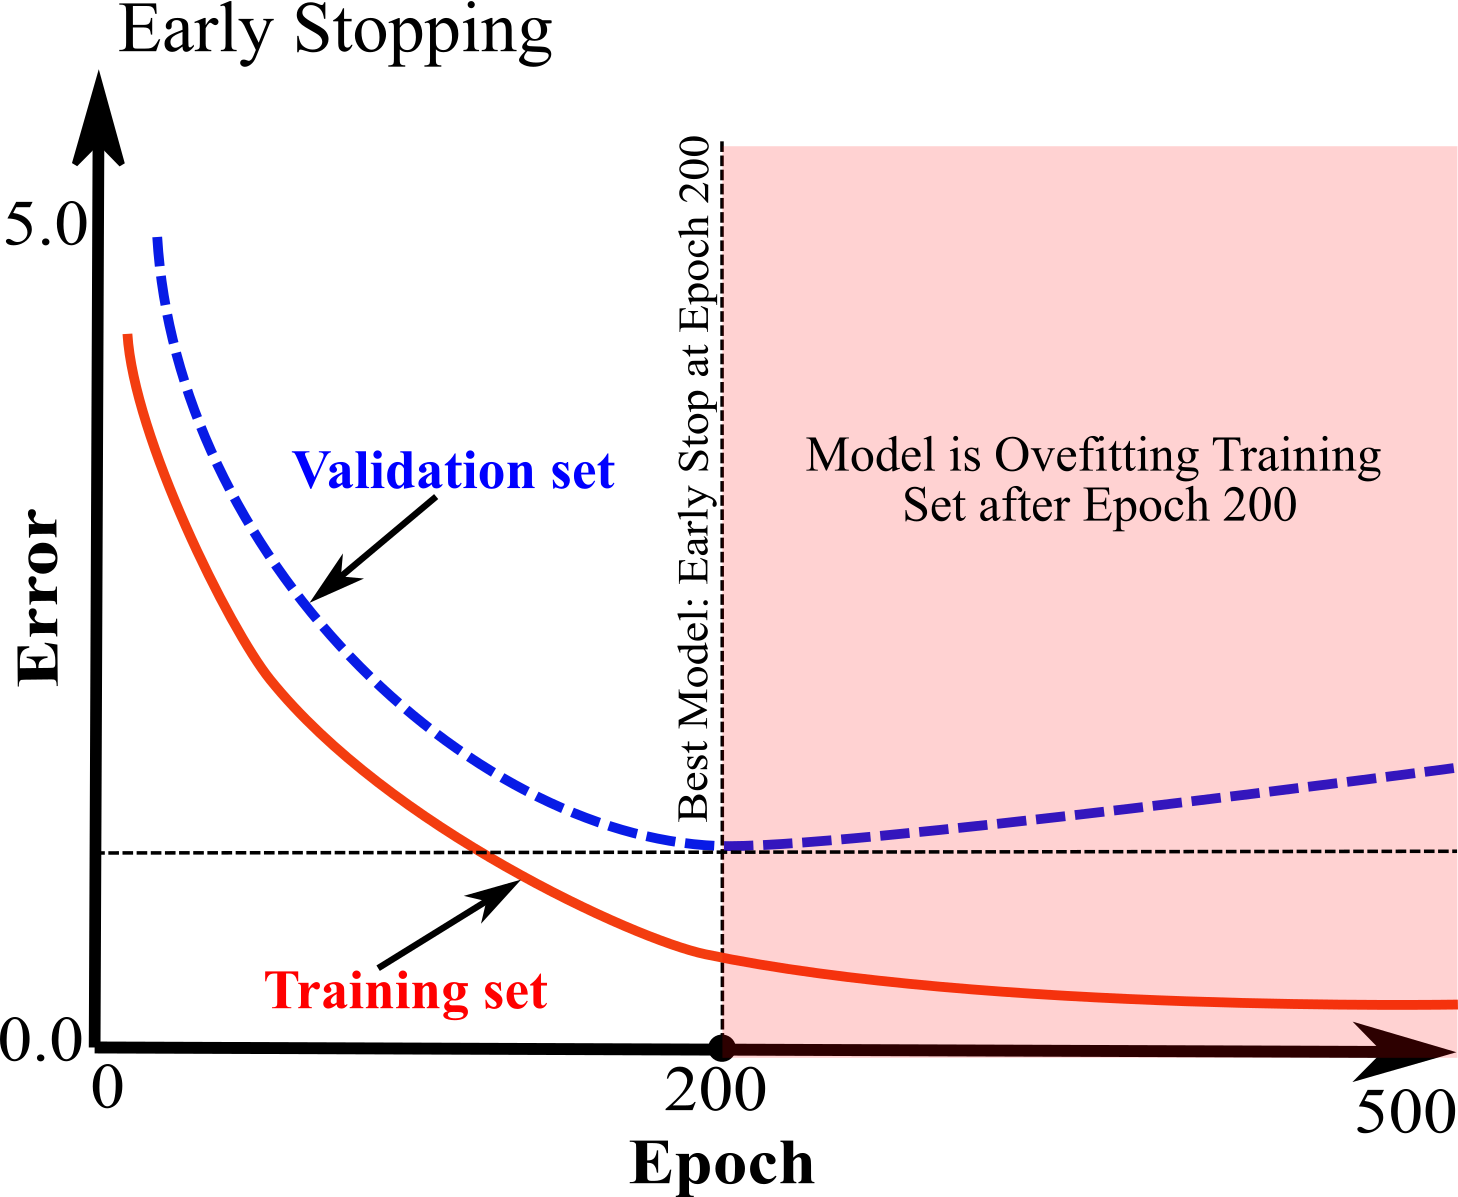 Early Stopping
5.0
Error
0.0
Validation set
Training set
Best Model: Early Stop at Epoch 200
Model is Ovefitting Training
Set after Epoch 200
0
200
500
Epoch